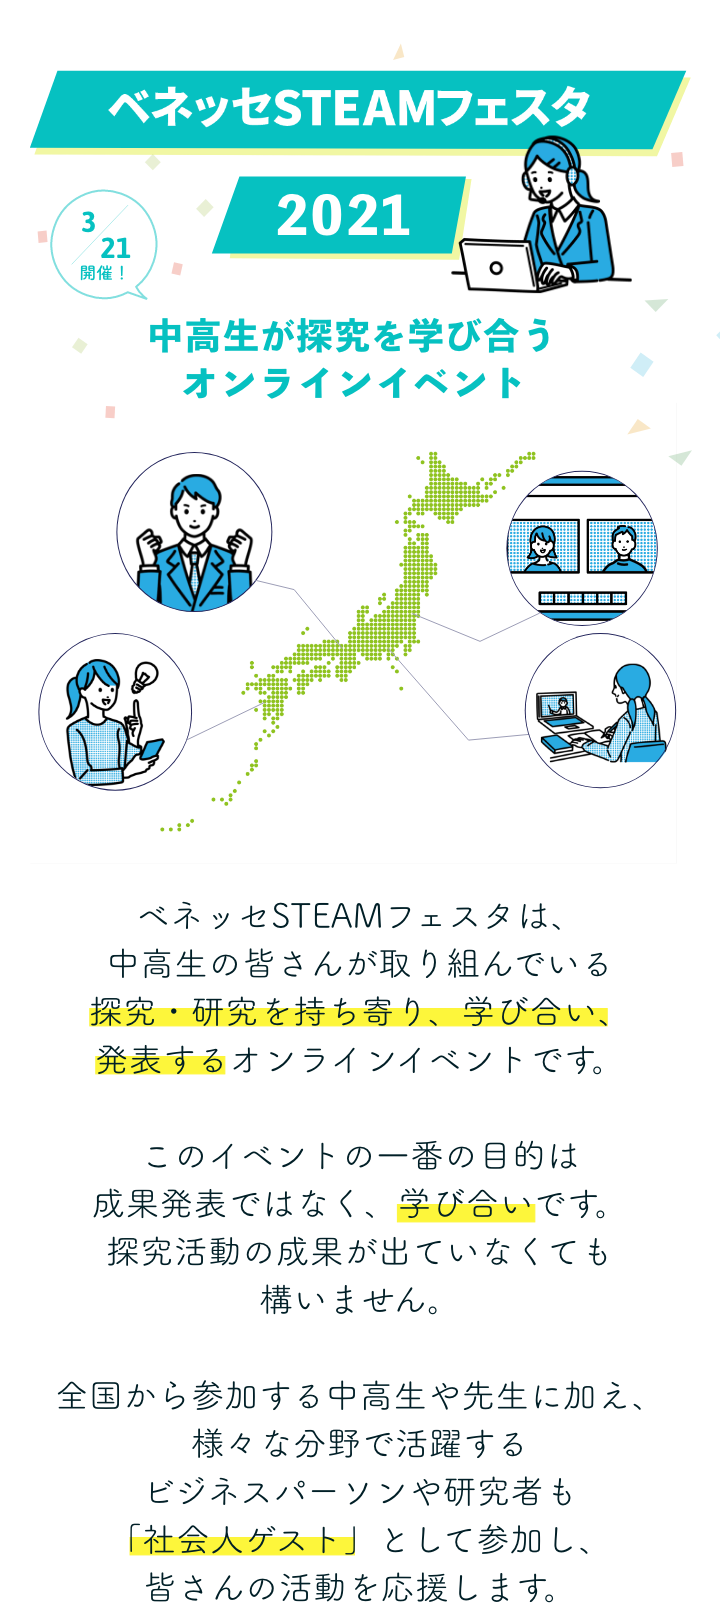 ベネッセSTEAMフェスタ
2021
3/21
開催！
中高生が探究を学び合う
オンラインイベント
ベネッセSTEAMフェスタは、
中高生の皆さんが取り組んでいる
探究・研究を持ち寄り、学び合い、
発表するオンラインイベントです。
このイベントの一番の目的は
成果発表ではなく、学び合いです。
探究活動の成果が出ていなくても
構いません。
全国から参加する中高生や先生に加え、
様々な分野で活躍する
ビジネスパーソンや研究者も
「社会人ゲスト」として参加し、
皆さんの活動を応援します。